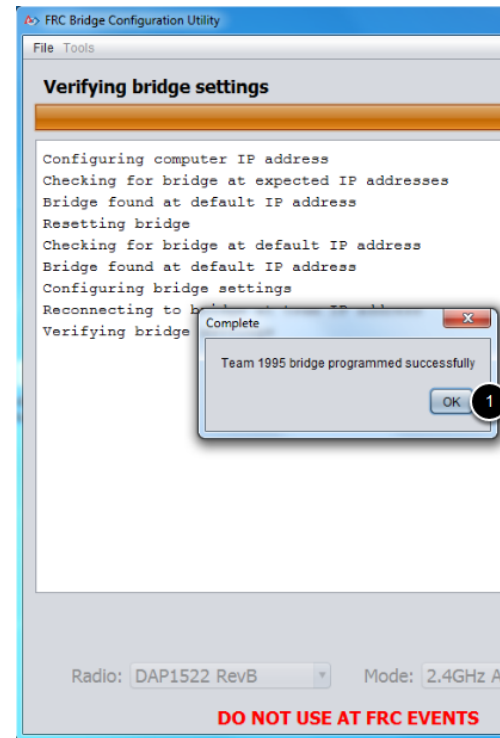 FRC Bridge Configuration Utility
File Tools
Verifying bridge settings
Configuring computer IP address
Checking for bridge at expected IP addresses
Bridge found at default IP address
Resetting bridge
Checking for bridge at default IP address
Bridge found at default IP address
Configuring bridge settings
Reconnecting to
Verifying bridge
Complete
Team 1995 bridge programmed successfully
OK 1
Radio: DAP1522 RevB Mode: 2.4GHz A
DO NOT USE AT FRC EVENTS